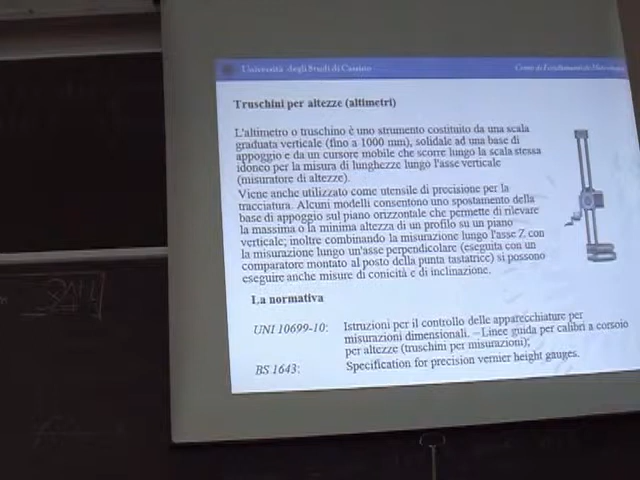 Università degli Studi di Cassino
Truschini per altezze (altimetri)
L'altimetro o truschino è uno strumento costituito da una scala
graduata verticale (fino a 1000 mm), solidale ad una base di
appoggio e da un cursore mobile che scorre lungo la scala stessa
idoneo per la misura di lunghezze lungo l'asse verticale
(misuratore di altezze).
Viene anche utilizzato come utensile di precisione per la
tracciatura. Alcuni modelli consentono uno spostamento della
base di appoggio sul piano orizzontale che permette di rilevare
la massima o la minima altezza di un profilo su un piano
verticale; inoltre combinando la misurazione lungo l'asse Z con
la misurazione lungo un'asse perpendicolare (eseguita con un
comparatore montato al posto della punta tastatrice) si possono
eseguire anche misure di conicità e di inclinazione.
La normativa
UNI 10699-10: Istruzioni per il controllo delle apparecchiature per
misurazioni dimensionali. – Linee guida per calibri a corsoio
per altezze (truschini per misurazioni);
BS 1643: Specification for precision vernier height gauges.